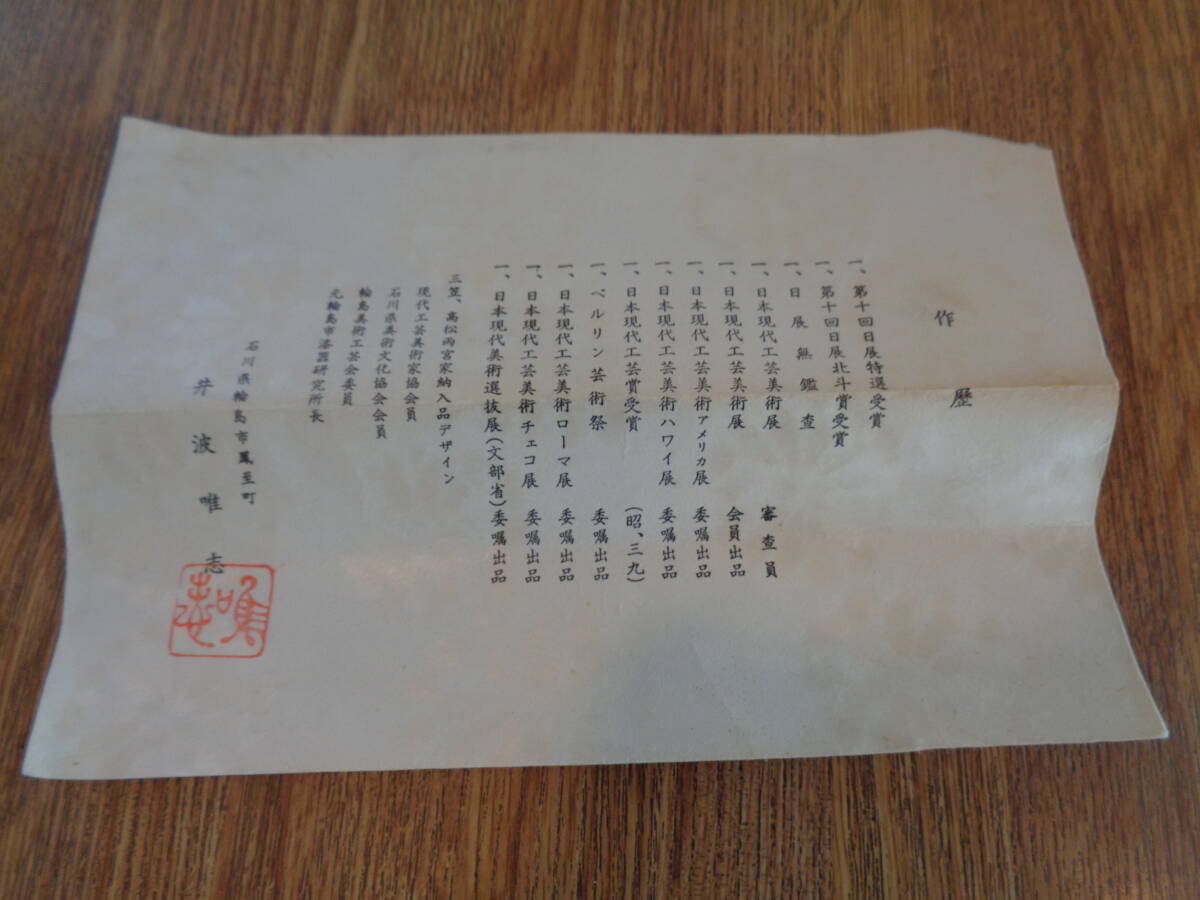 作歴
一、第十回日展特選受賞
一、第十回日展北斗賞受賞
一、日展無鑑査
一、日本現代工芸美術展 審査員
一、日本現代工芸美術展 会員出品
一、日本現代工芸美術アメリカ展 委嘱出品
一、日本現代工芸美術ハワイ展 委嘱出品
一、日本現代工芸賞受賞 (昭、三九)
一、ベルリン芸術祭 委嘱出品
一、日本現代工芸美術ローマ展 委嘱出品
一、日本現代工芸美術チェコ展 委嘱出品
一、日本現代美術選抜展(文部省)委嘱出品
三笠、高松両宮家納入品デザイン
現代工芸美術家協会員
石川県美術文化協会会員
輪島美術工芸会委員
元輪島市漆器研究所長
石川県輪島市鳳至町
井波唯志
唯志